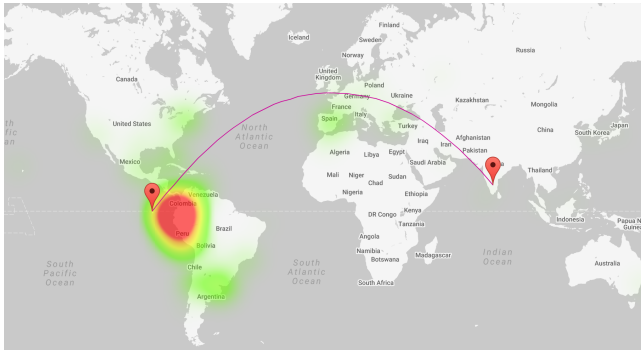 Iceland
Finland
Sweden
Norway
Russia
Canada
United
Kingdom
Poland
Germany
Ukraine
France
Kazakhstan
Mongolia
Spain
Italy
Turkey
United States
North
Atlantic
Ocean
Afghanistan
China
South Korea
Japan
Iraq
Iran
Pakistan
Algeria
Libya
Egypt
Saudi Arabia
Mexico
Mali
Niger
Chad
Sudan
Thailand
Nigeria
Ethiopia
Venezuela
Colombia
DR Congo
Kenya
Tanzania
Indonesia
Papua N
Guinea
Peru
Brazil
Bolivia
Angola
Namibia
Botswana
Madagascar
Indian
Ocean
South
Pacific
Ocean
South
Atlantic
Ocean
Chile
Australia
South Africa
Argentina